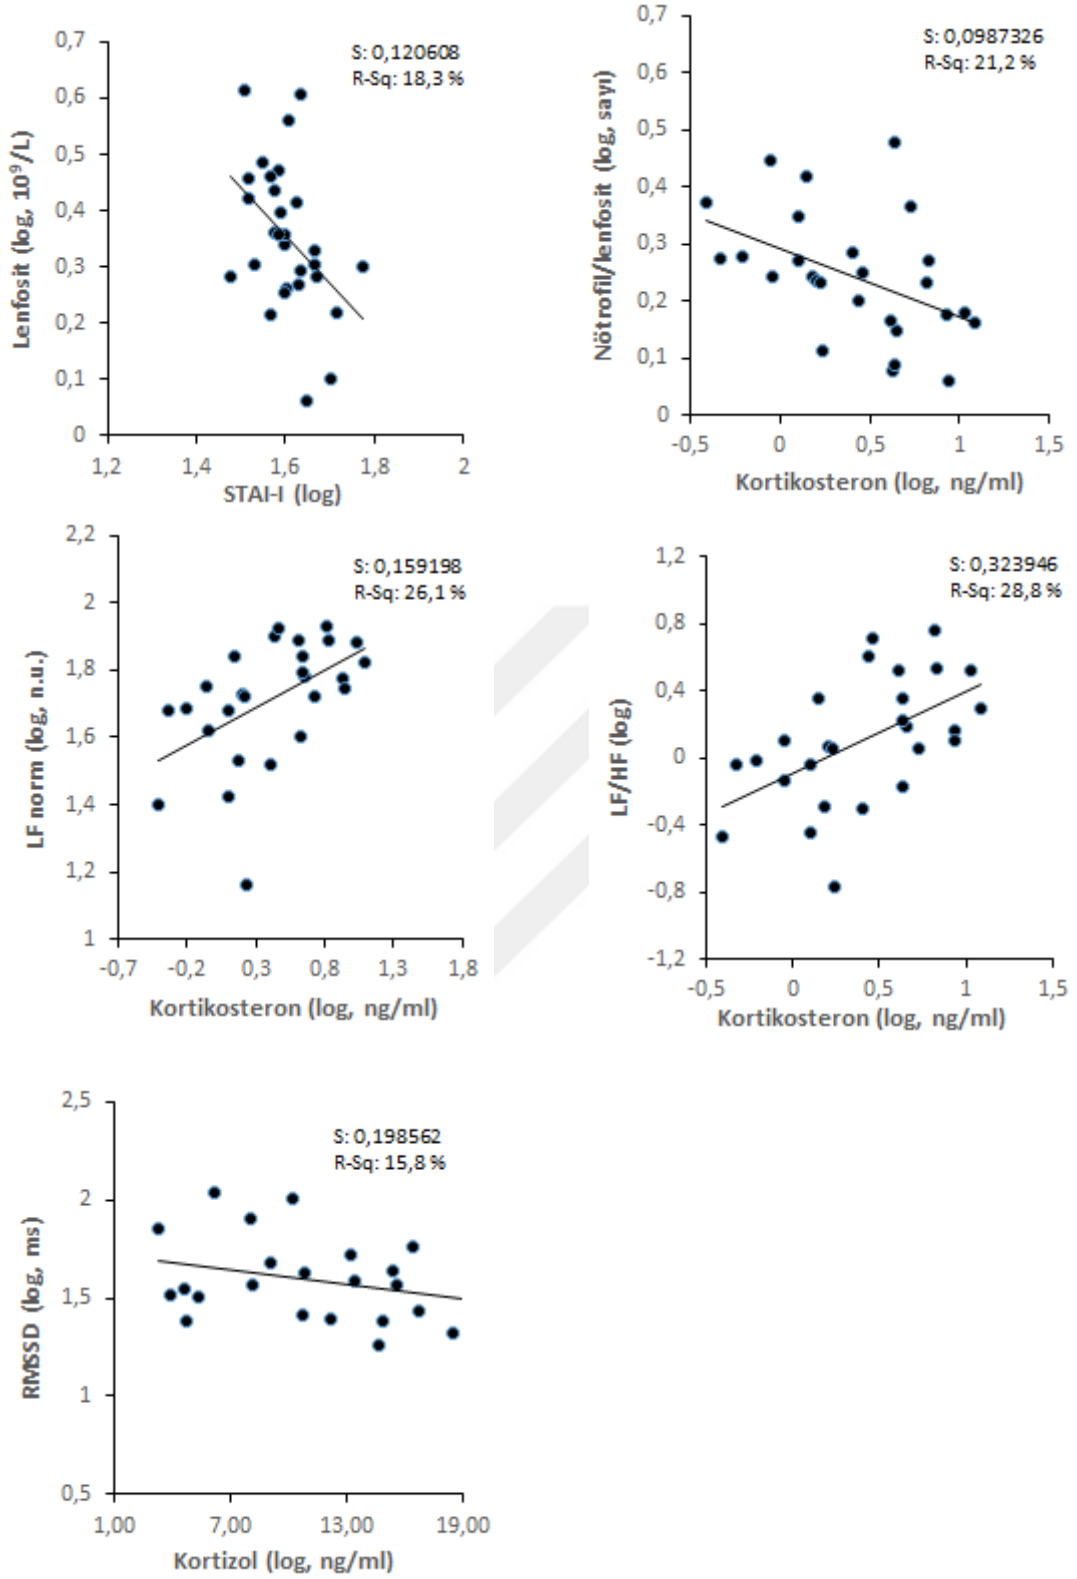 S: 0,120608
R-Sq: 18,3 %
Lenfosit (log, 10⁹/L)
0,7
0,6
0,5
0,4
0,3
0,2
0,1
0
1,2 1,4 1,6 1,8 2
STAI-I (log)
S: 0,0987326
R-Sq: 21,2 %
Nötrofil/lenfosit (log, sayı)
0,7
0,6
0,5
0,4
0,3
0,2
0,1
0
-0,5 0 0,5 1 1,5
Kortikosteron (log, ng/ml)
S: 0,159198
R-Sq: 26,1 %
LF norm (log, n.u.)
2,2
2
1,8
1,6
1,4
1,2
1
-0,7 -0,2 0,3 0,8 1,3 1,8
Kortikosteron (log, ng/ml)
S: 0,323946
R-Sq: 28,8 %
LF/HF (log)
1,2
0,8
0,4
0
-0,4
-0,8
-1,2
-0,5 0 0,5 1 1,5
Kortikosteron (log, ng/ml)
S: 0,198562
R-Sq: 15,8 %
RMSSD (log, ms)
2,5
2
1,5
1
0,5
1,00 7,00 13,00 19,00
Kortizol (log, ng/ml)